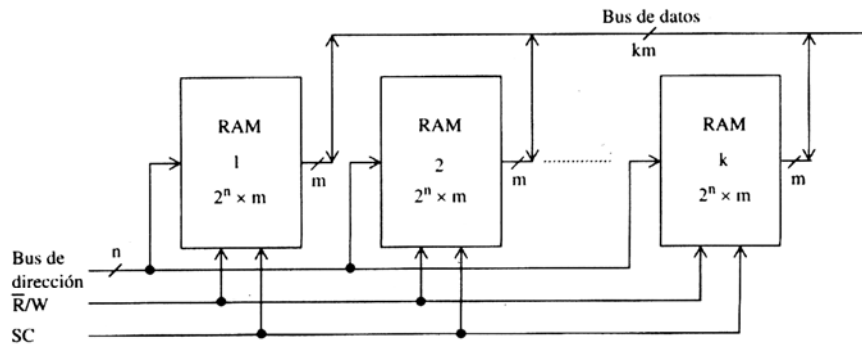 Bus de datos
km
RAM
1
2ⁿ × m
m
RAM
2
2ⁿ × m
m
RAM
k
2ⁿ × m
m
Bus de
dirección
n
R̅/W
SC